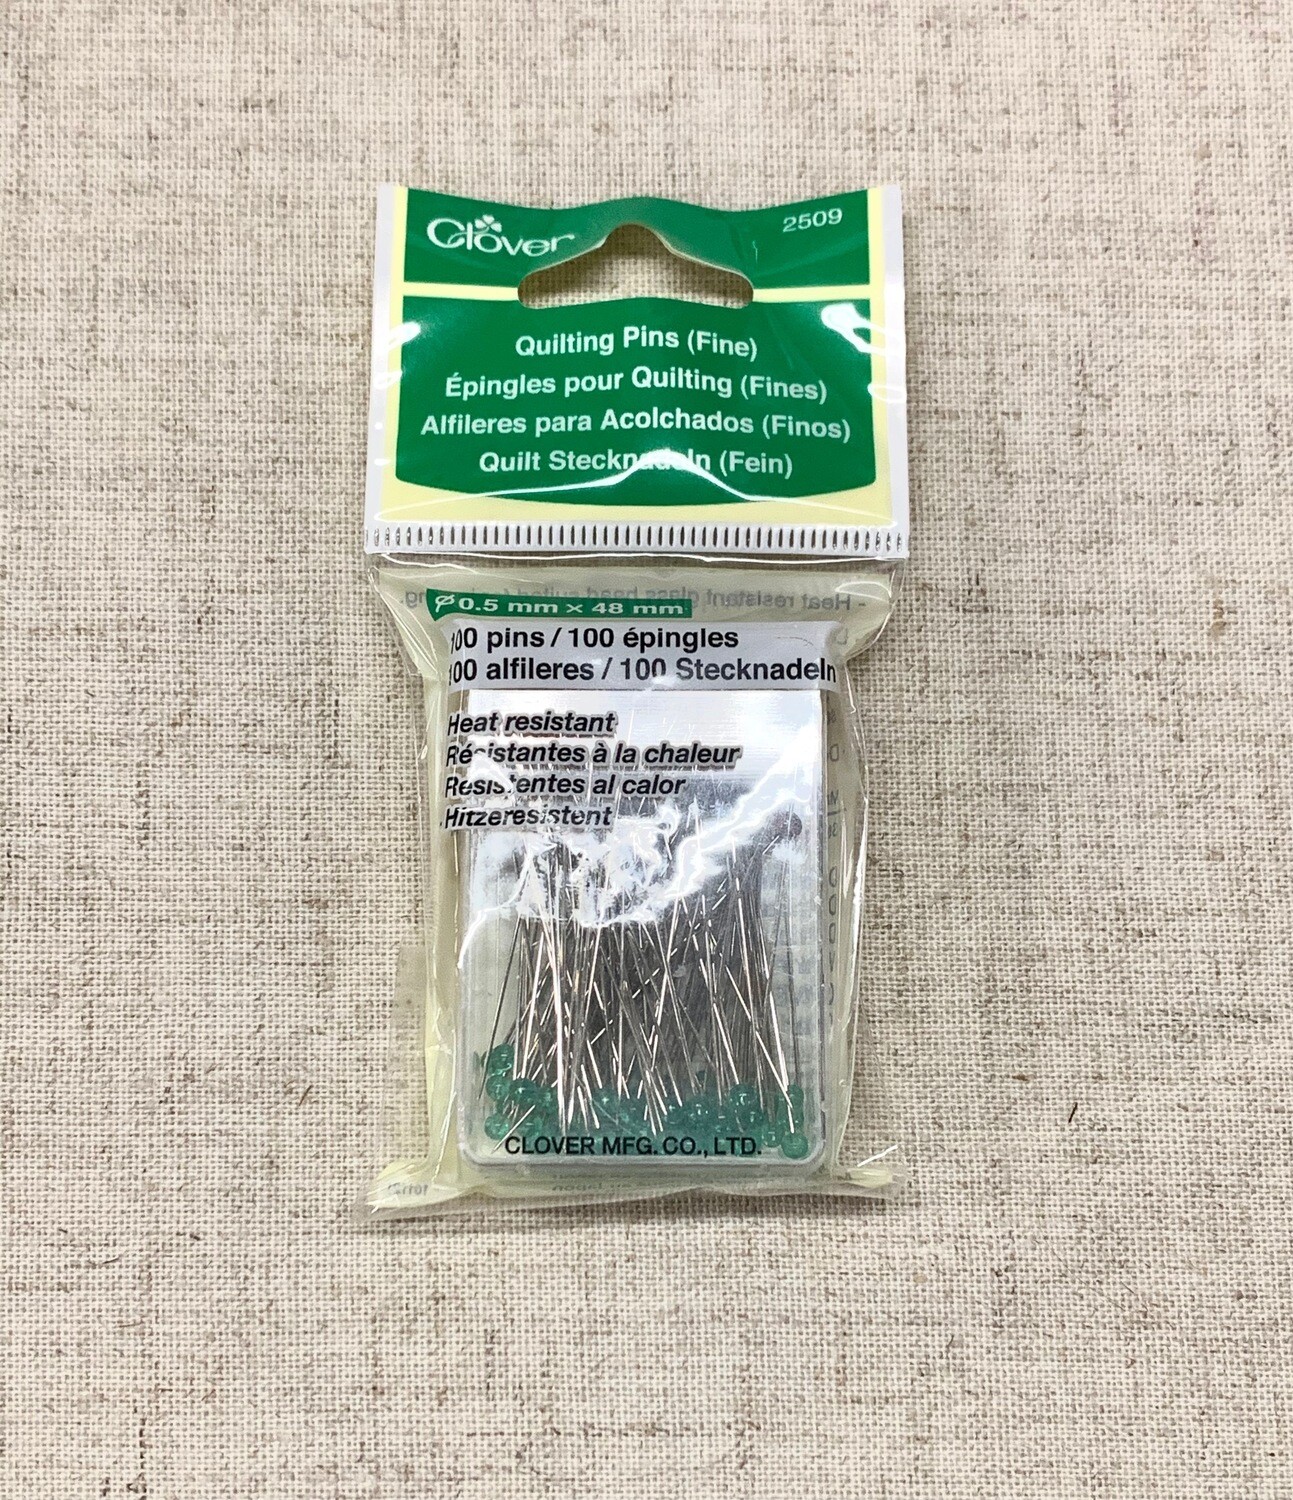 Clover
2509
Quilting Pins (Fine)
Épingles pour Quilting (Fines)
Alfileres para Acolchados (Finos)
Quilt Stecknadeln (Fein)
Ø 0.5 mm × 48 mm
100 pins / 100 épingles
100 alfileres / 100 Stecknadeln
Heat resistant
Résistantes à la chaleur
Resistentes al calor
Hitzeresistent
CLOVER MFG. CO., LTD.